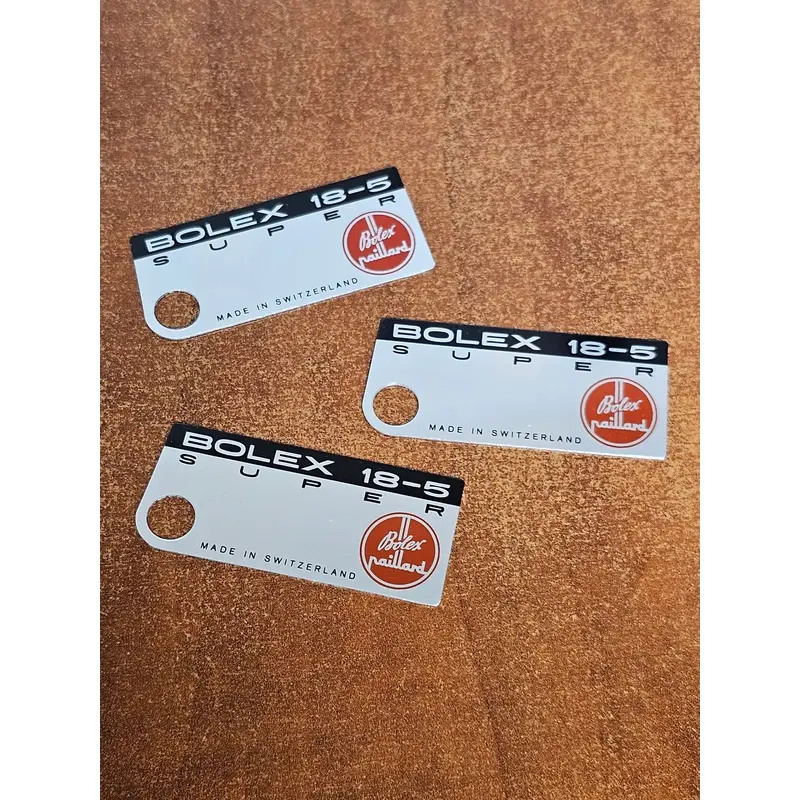 BOLEX 18-5
SUPER
Bolex
paillard
MADE IN SWITZERLAND
BOLEX 18-5
SUPER
Bolex
paillard
MADE IN SWITZERLAND
BOLEX 18-5
SUPER
Bolex
paillard
MADE IN SWITZERLAND